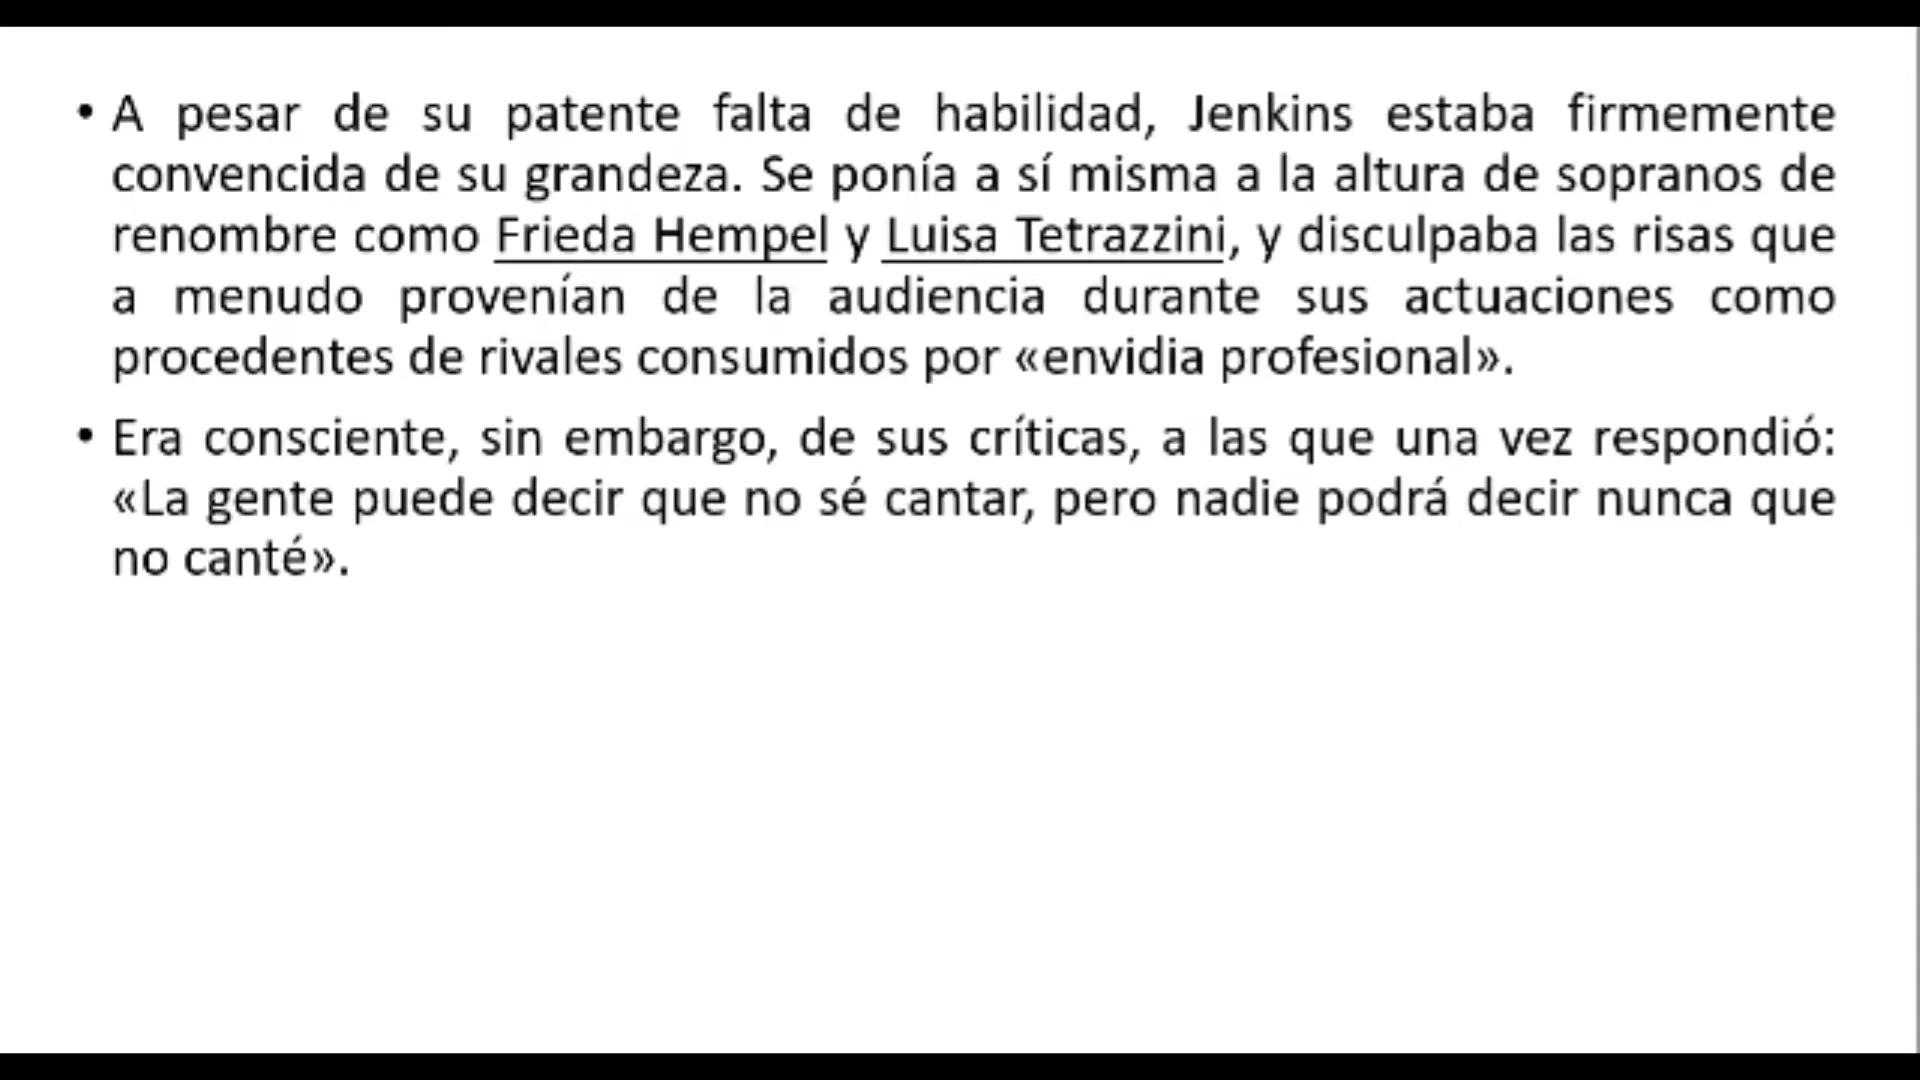 • A pesar de su patente falta de habilidad, Jenkins estaba firmemente
convencida de su grandeza. Se ponía a sí misma a la altura de sopranos de
renombre como Frieda Hempel y Luisa Tetrazzini, y disculpaba las risas que
a menudo provenían de la audiencia durante sus actuaciones como
procedentes de rivales consumidos por «envidia profesional».
• Era consciente, sin embargo, de sus críticas, a las que una vez respondió:
«La gente puede decir que no sé cantar, pero nadie podrá decir nunca que
no canté».